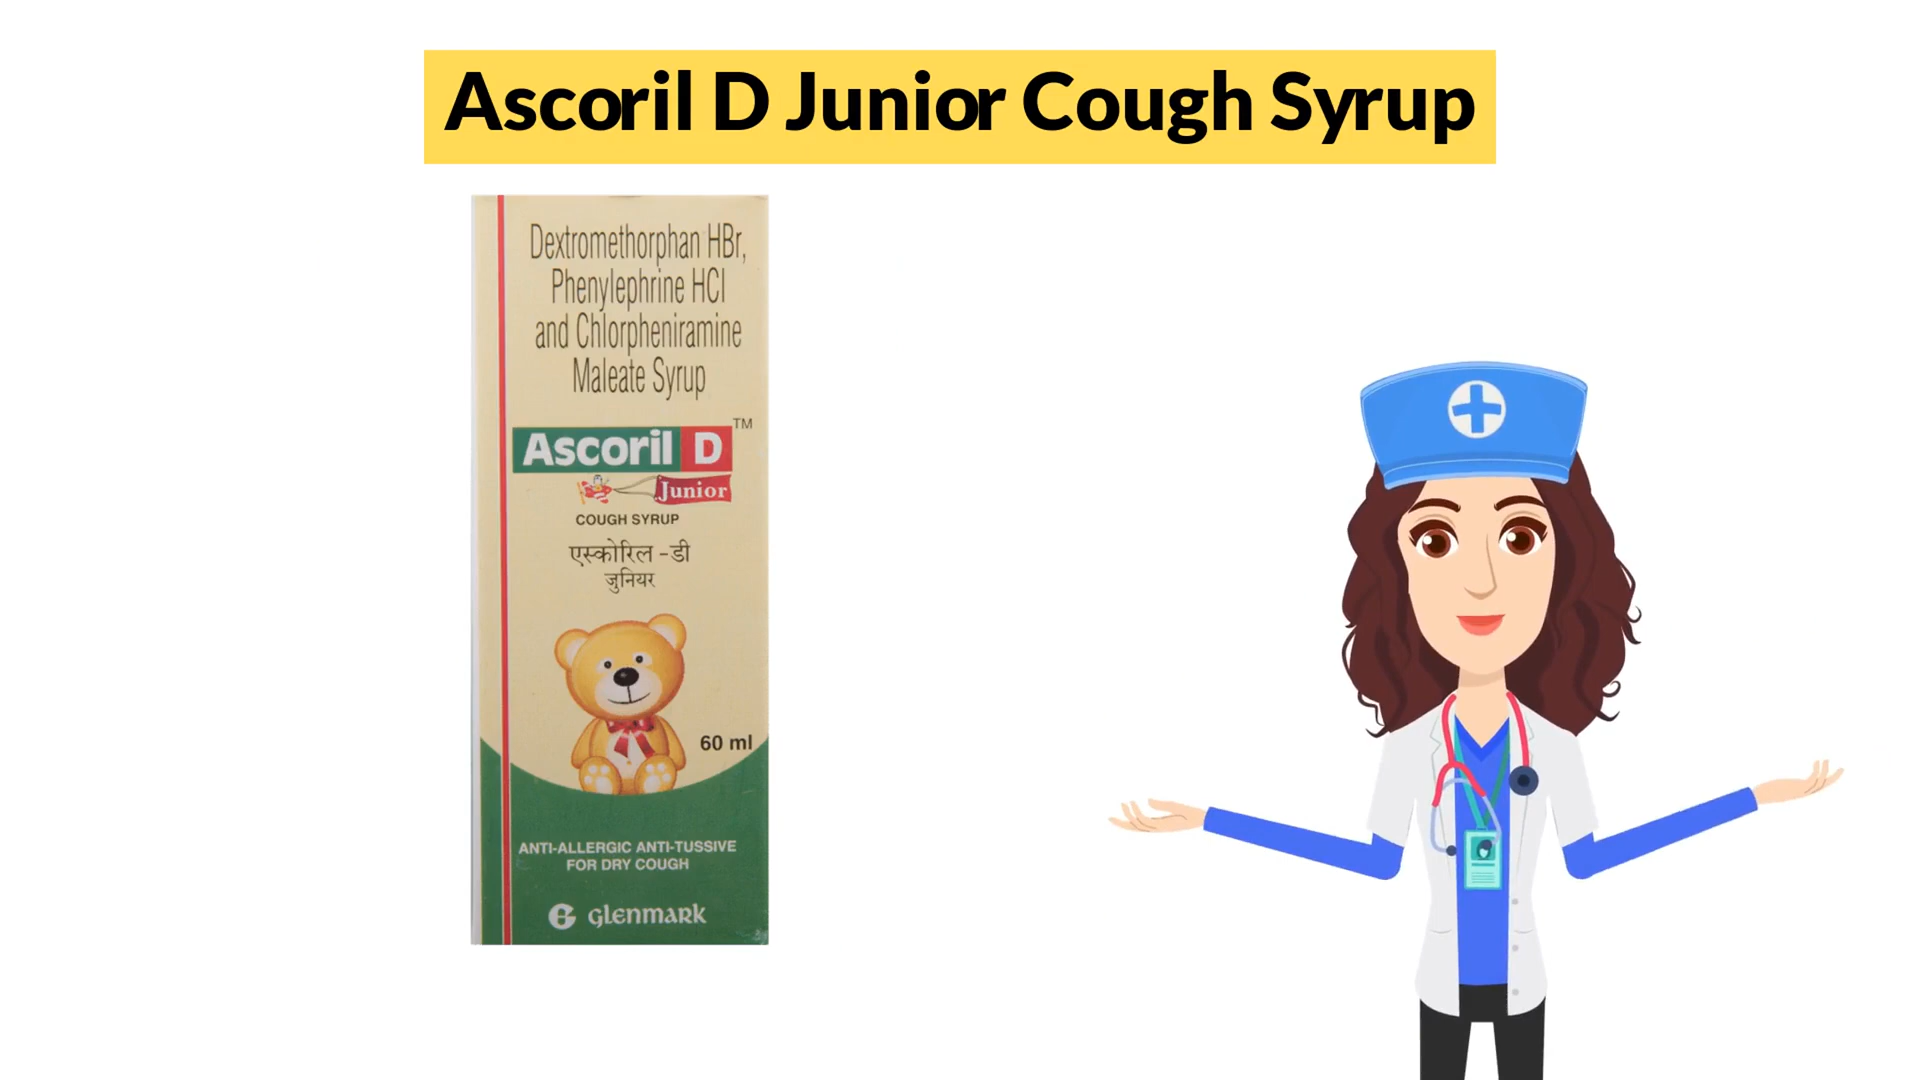 Ascoril D Junior Cough Syrup
Dextromethorphan HBr,
Phenylephrine HCl
and Chlorpheniramine
Maleate Syrup
Ascoril D ™
Junior
COUGH SYRUP
एस्कोरिल -डी
जुनियर
60 ml
ANTI-ALLERGIC ANTI-TUSSIVE
FOR DRY COUGH
glenmark